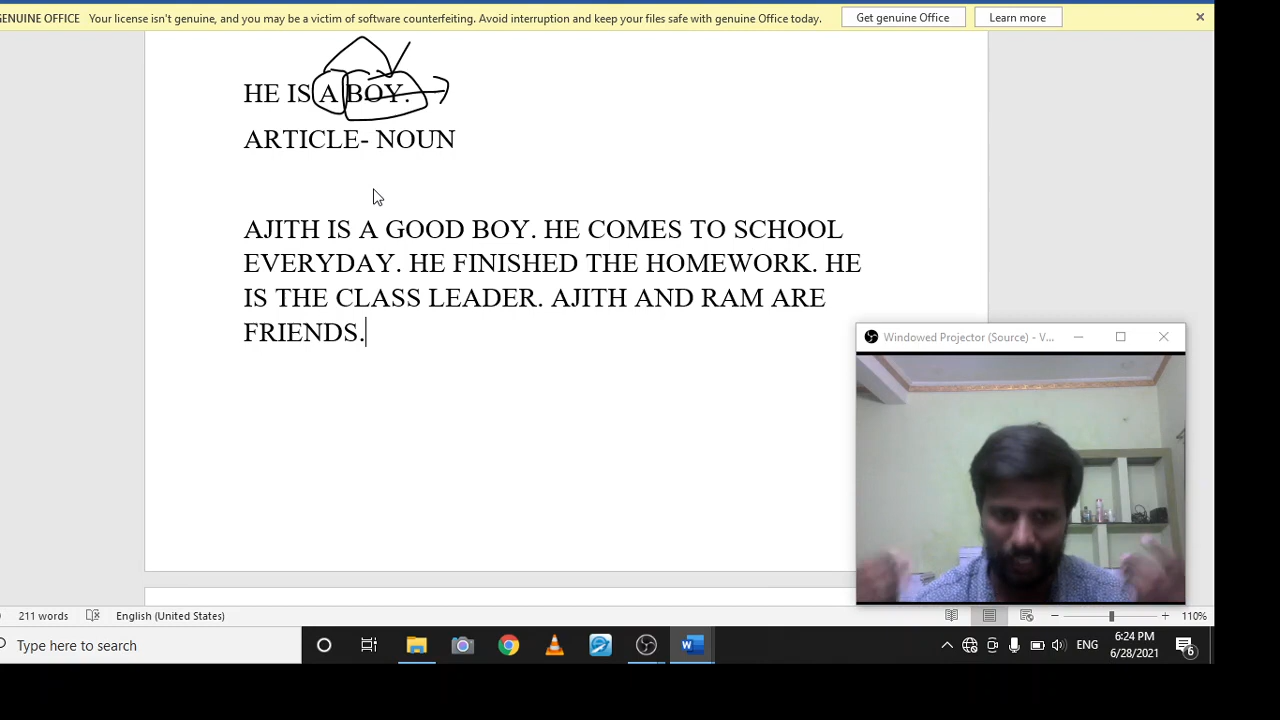 GENUINE OFFICE Your license isn't genuine, and you may be a victim of software counterfeiting. Avoid interruption and keep your files safe with genuine Office today. Get genuine Office Learn more
HE IS A BOY.
ARTICLE- NOUN
AJITH IS A GOOD BOY. HE COMES TO SCHOOL
EVERYDAY. HE FINISHED THE HOMEWORK. HE
IS THE CLASS LEADER. AJITH AND RAM ARE
FRIENDS.
Windowed Projector (Source) - V...
211 words English (United States) 110%
Type here to search
ENG
6:24 PM
6/28/2021
6